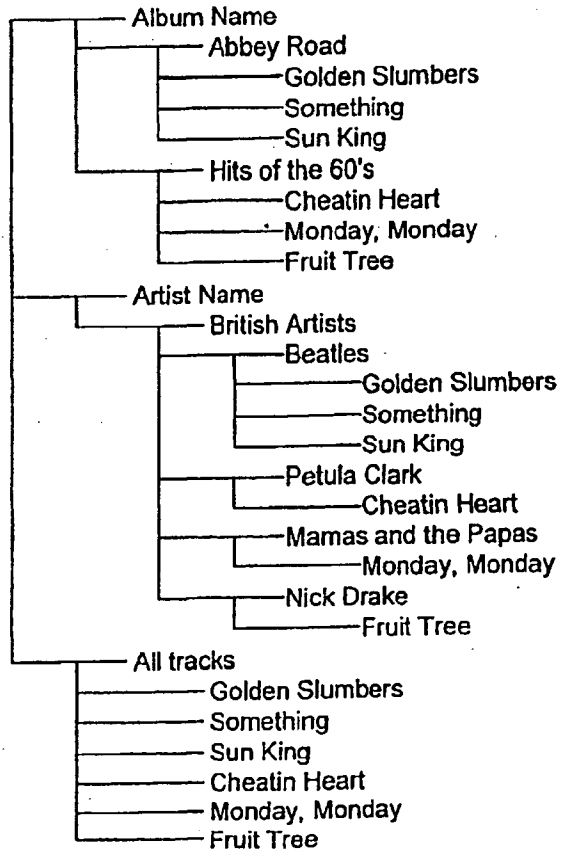 Album Name
Abbey Road
Golden Slumbers
Something
Sun King
Hits of the 60's
Cheatin Heart
Monday, Monday
Fruit Tree
Artist Name
British Artists
Beatles
Golden Slumbers
Something
Sun King
Petula Clark
Cheatin Heart
Mamas and the Papas
Monday, Monday
Nick Drake
Fruit Tree
All tracks
Golden Slumbers
Something
Sun King
Cheatin Heart
Monday, Monday
Fruit Tree